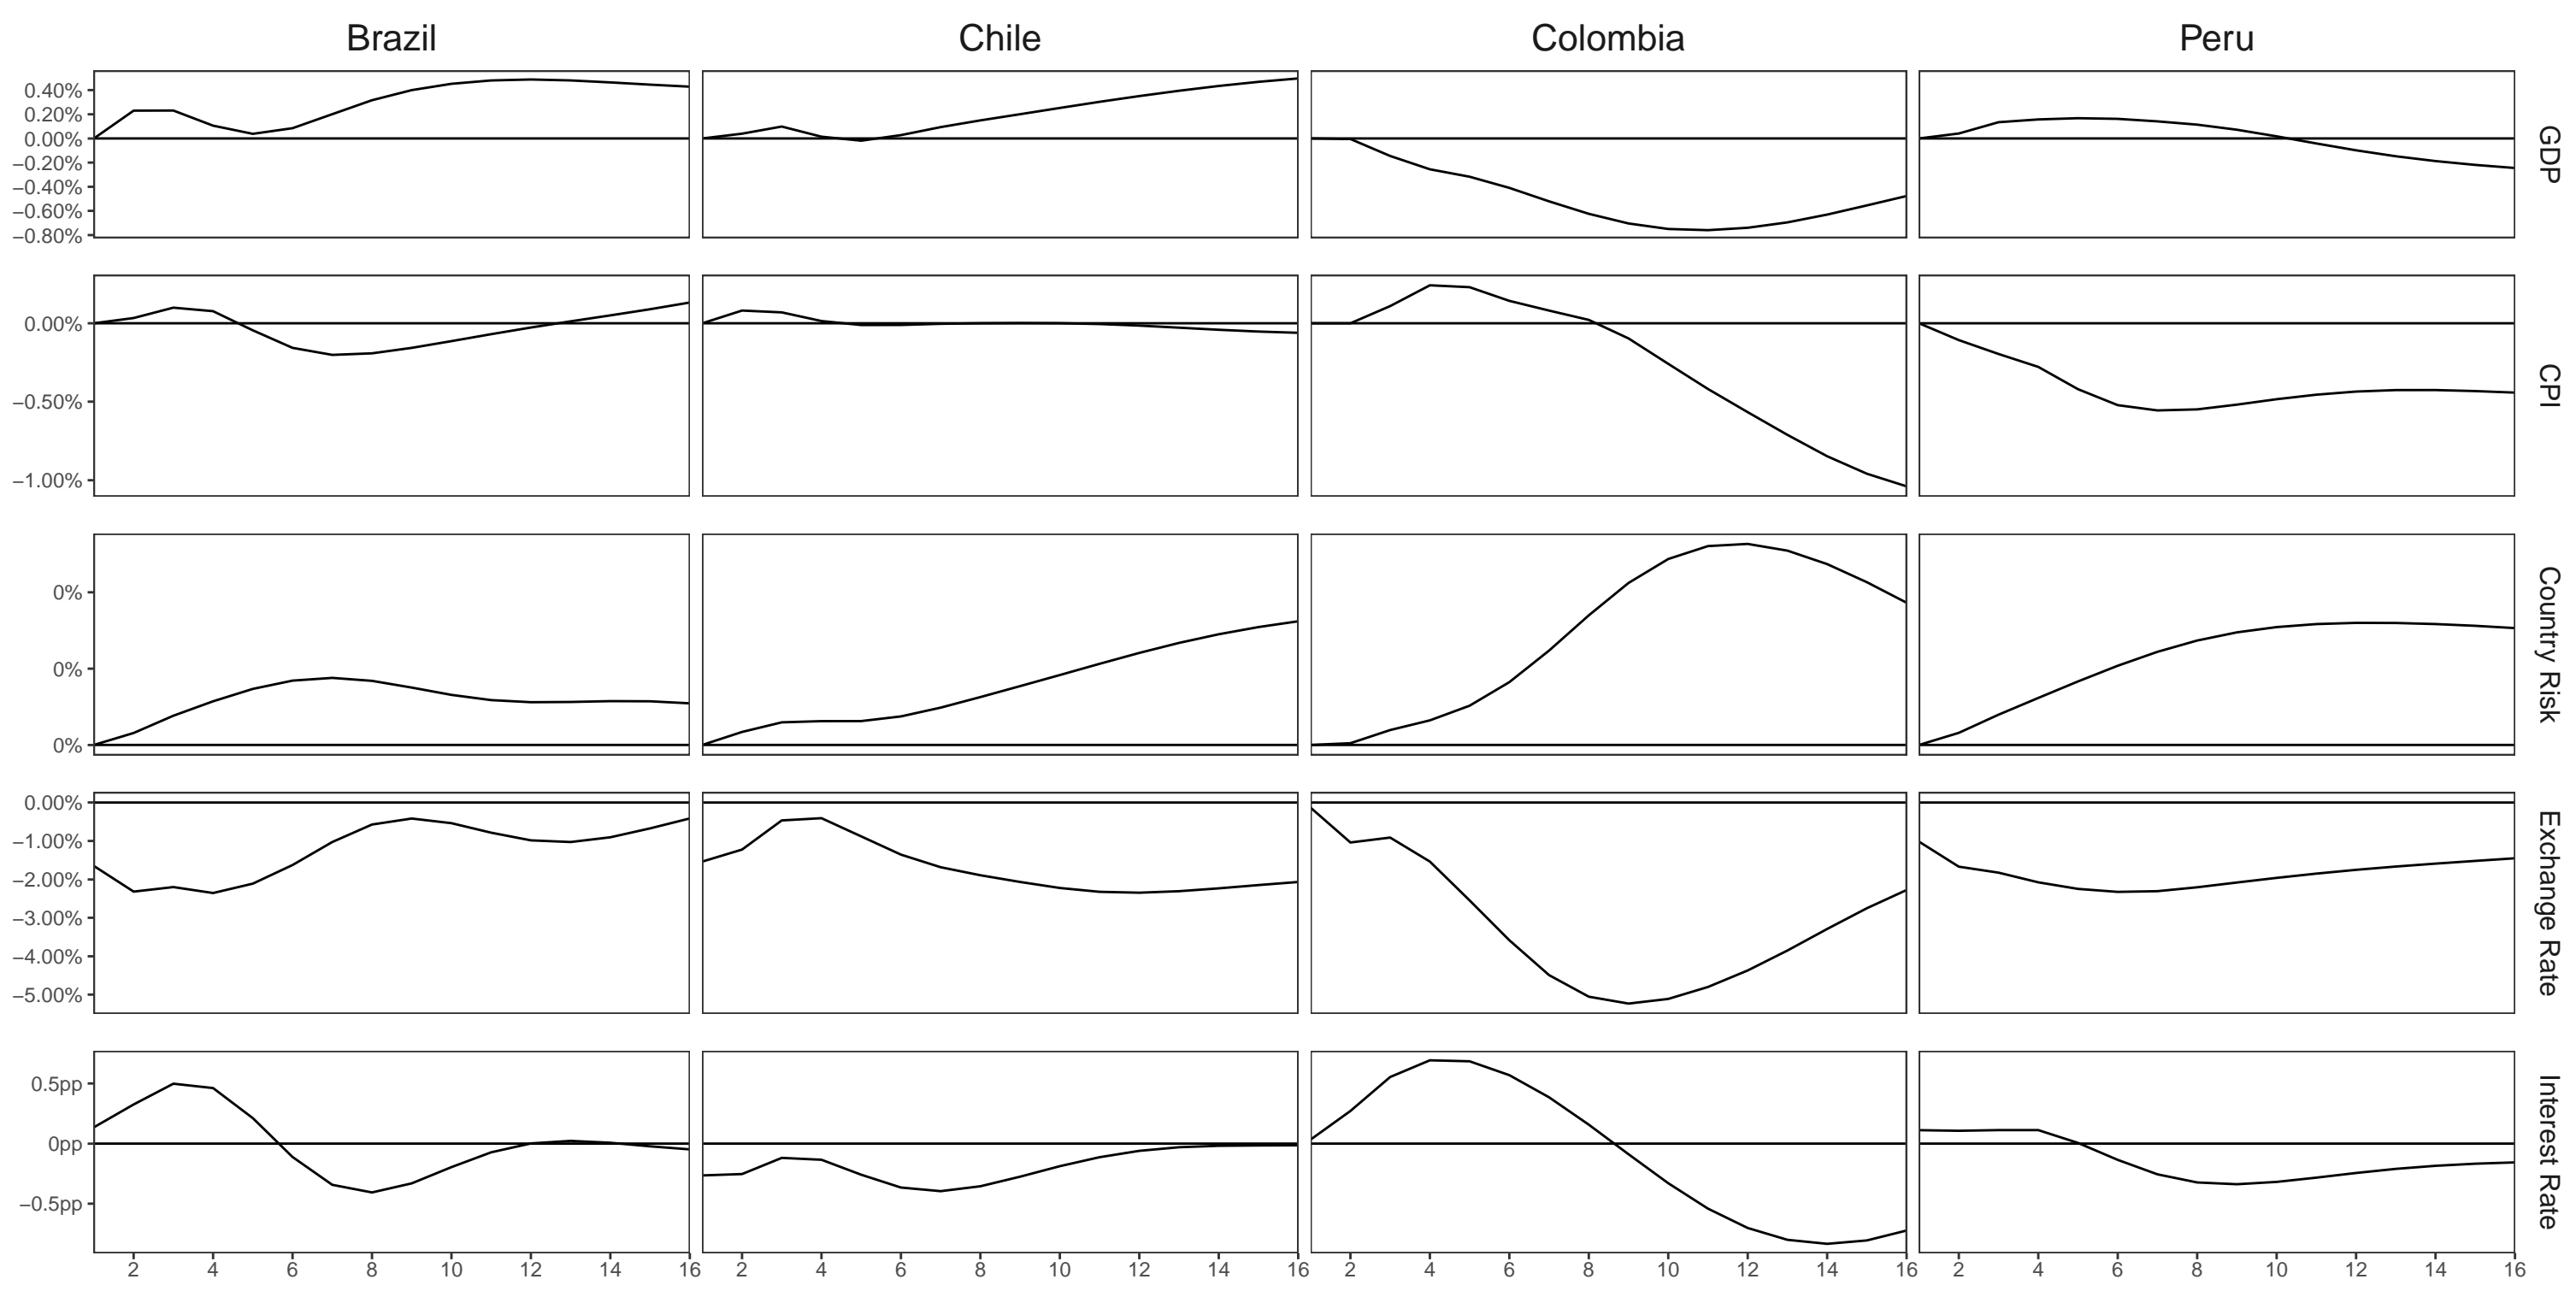 Brazil Chile Colombia Peru
0.40%
0.20%
0.00%
−0.20%
−0.40%
−0.60%
−0.80%
GDP
0.00%
−0.50%
−1.00%
CPI
0%
0%
0%
Country Risk
0.00%
−1.00%
−2.00%
−3.00%
−4.00%
−5.00%
Exchange Rate
0.5pp
0pp
−0.5pp
Interest Rate
2 4 6 8 10 12 14 16 2 4 6 8 10 12 14 16 2 4 6 8 10 12 14 16 2 4 6 8 10 12 14 16